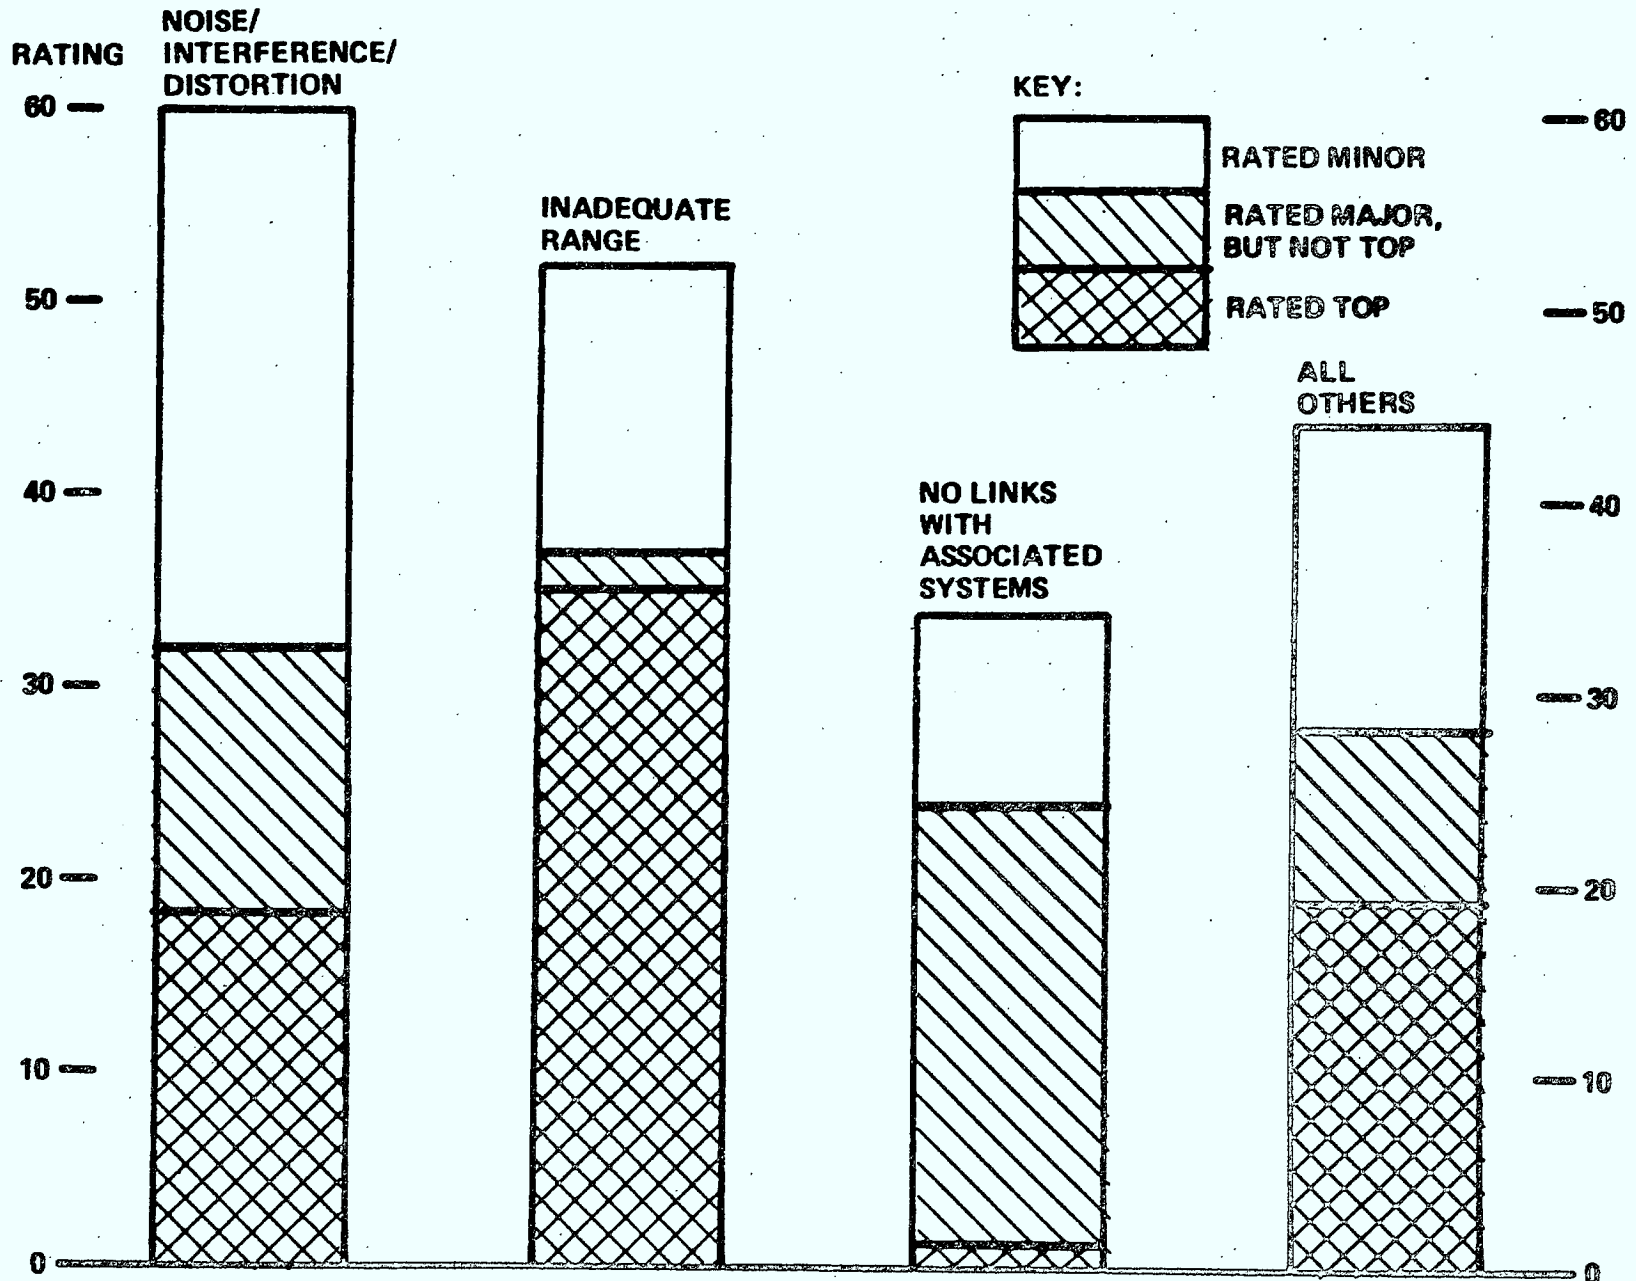 RATING
NOISE/
INTERFERENCE/
DISTORTION
60
50
40
30
20
10
0
INADEQUATE
RANGE
NO LINKS
WITH
ASSOCIATED
SYSTEMS
KEY:
RATED MINOR
RATED MAJOR,
BUT NOT TOP
RATED TOP
ALL
OTHERS
60
50
40
30
20
10
0